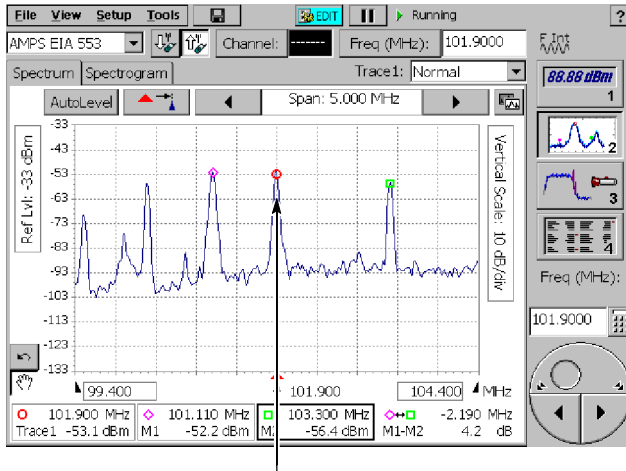 File View Setup Tools EDIT Running ?
AMPS EIA 553 Channel: ------- Freq (MHz): 101.9000 F Int
Spectrum Spectrogram Trace1: Normal
88.88 dBm 1
AutoLevel Span: 5.000 MHz
2
3
4
Ref Lvl: -33 dBm
Vertical Scale: 10 dB/div
-33
-43
-53
-63
-73
-83
-93
-103
-113
-123
-133
Freq (MHz):
101.9000
99.400 101.900 104.400 MHz
101.900 MHz 101.110 MHz 103.300 MHz -2.190 MHz
Trace1 -53.1 dBm M1 -52.2 dBm -56.4 dBm M1-M2 4.2 dB